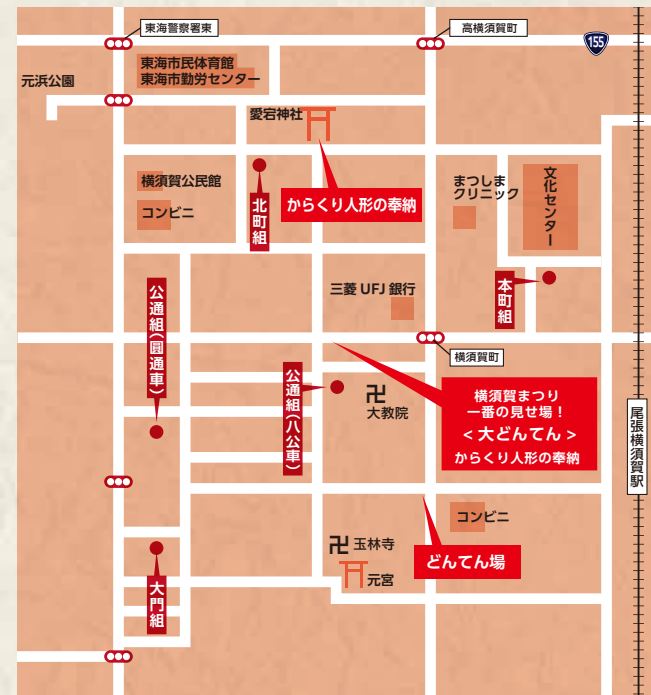 東海警察署東
高横須賀町
155
東海市民体育館
東海市勤労センター
元浜公園
愛宕神社
横須賀公民館
コンビニ
北町組
からくり人形の奉納
まつしま
クリニック
文化センター
三菱 UFJ 銀行
本町組
公通組(圓通車)
横須賀町
公通組(八公車)
卍
大教院
横須賀まつり
一番の見せ場!
< 大どんてん >
からくり人形の奉納
尾張横須賀駅
コンビニ
卍 玉林寺
どんてん場
元宮
大門組